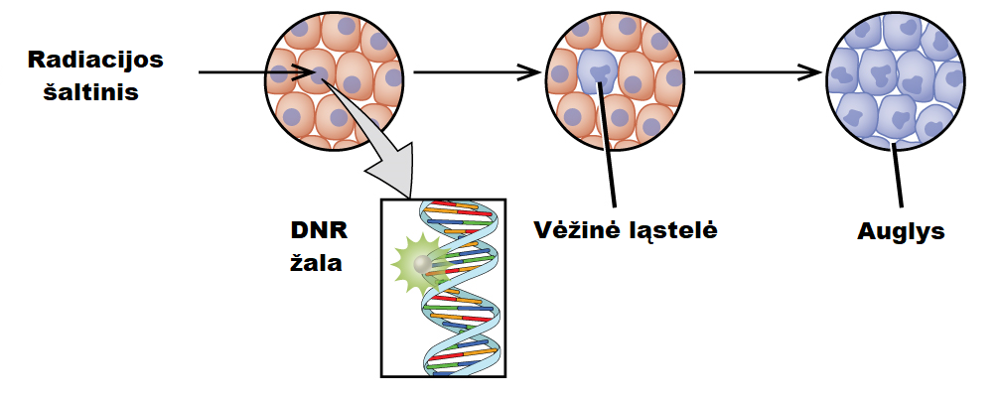 Radiacijos
šaltinis
DNR
žala
Vėžinė ląstelė
Auglys